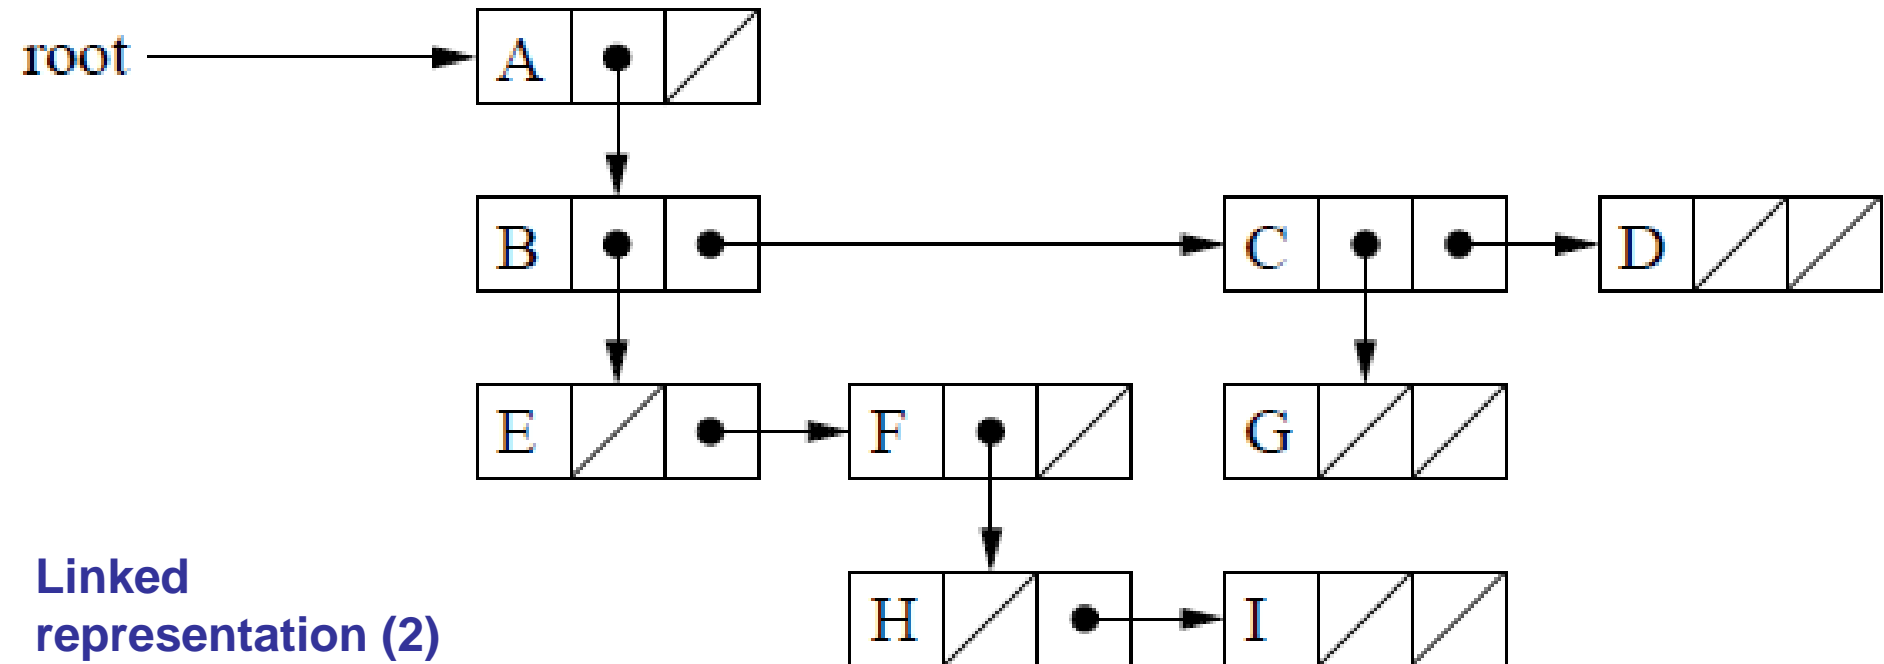 root A
B C D
E F G
H I
Linked
representation (2)